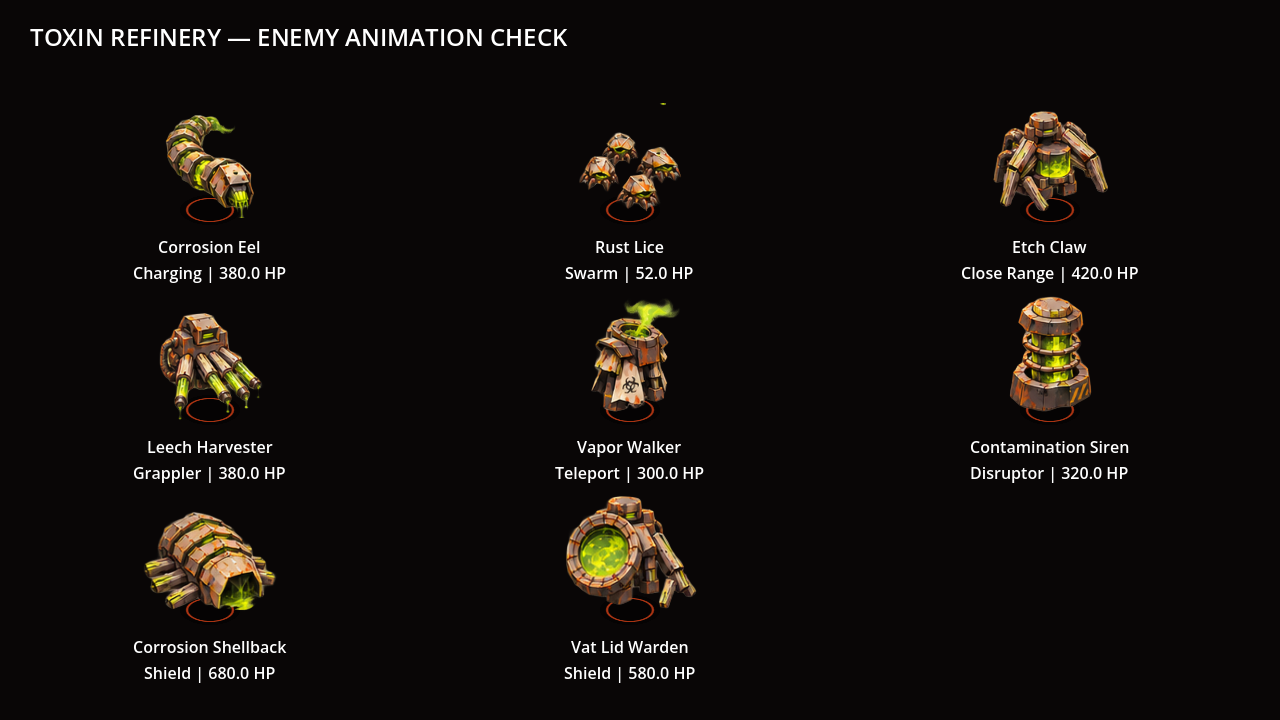 TOXIN REFINERY — ENEMY ANIMATION CHECK
Corrosion Eel
Charging | 380.0 HP
Rust Lice
Swarm | 52.0 HP
Etch Claw
Close Range | 420.0 HP
Leech Harvester
Grappler | 380.0 HP
Vapor Walker
Teleport | 300.0 HP
Contamination Siren
Disruptor | 320.0 HP
Corrosion Shellback
Shield | 680.0 HP
Vat Lid Warden
Shield | 580.0 HP